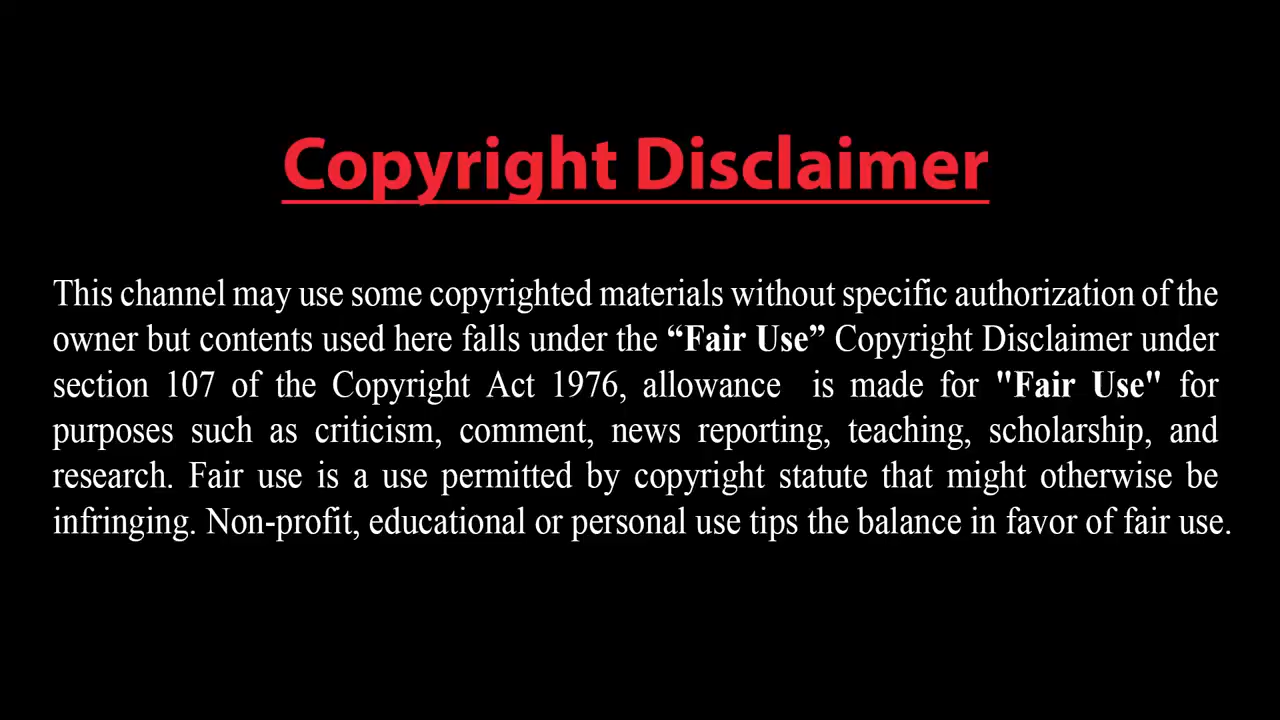 Copyright Disclaimer
This channel may use some copyrighted materials without specific authorization of the
owner but contents used here falls under the “Fair Use” Copyright Disclaimer under
section 107 of the Copyright Act 1976, allowance  is made for "Fair Use" for
purposes such as criticism, comment, news reporting, teaching, scholarship, and
research. Fair use is a use permitted by copyright statute that might otherwise be
infringing. Non-profit, educational or personal use tips the balance in favor of fair use.